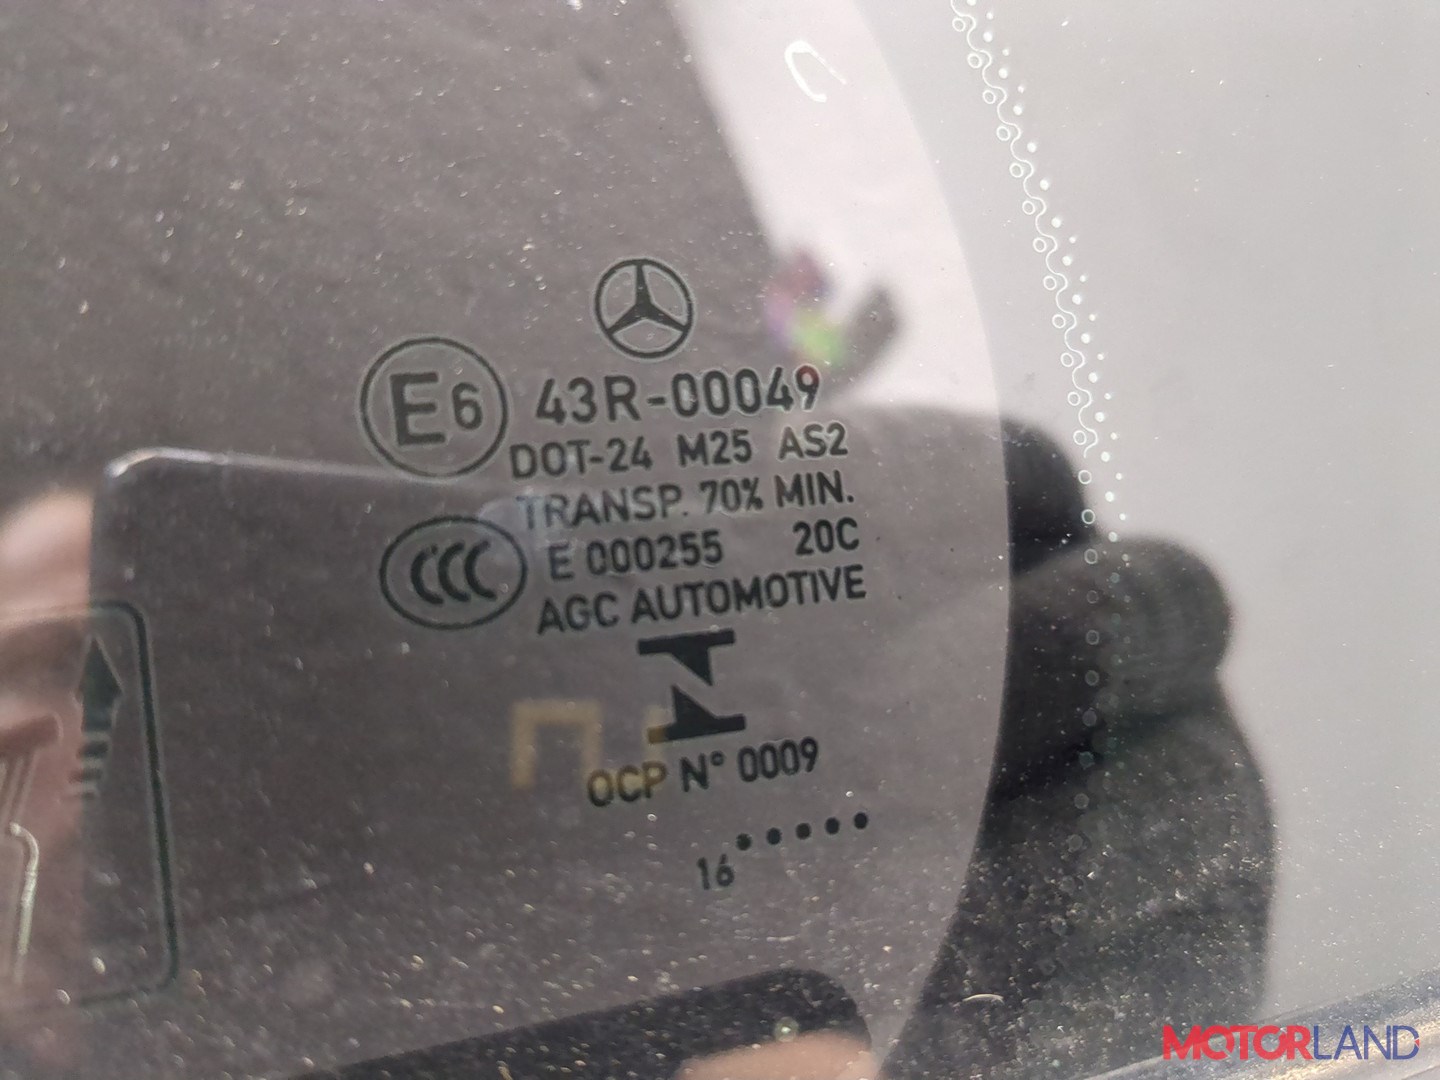 E6 43R-00049
DOT-24 M25 AS2
TRANSP. 70% MIN.
CCC E 000255 20C
AGC AUTOMOTIVE
OCP N° 0009
16•••••
MOTORLAND